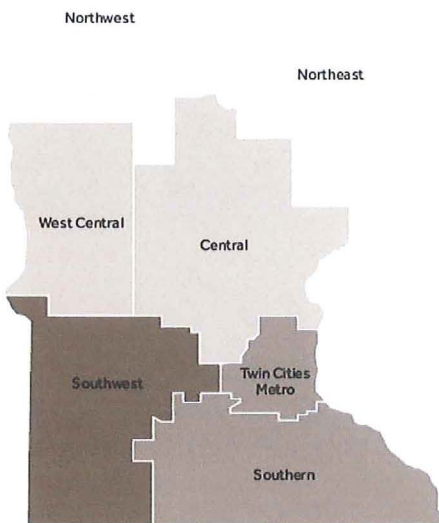 Northwest
Northeast
West Central
Central
Southwest
Twin Cities
Metro
Southern